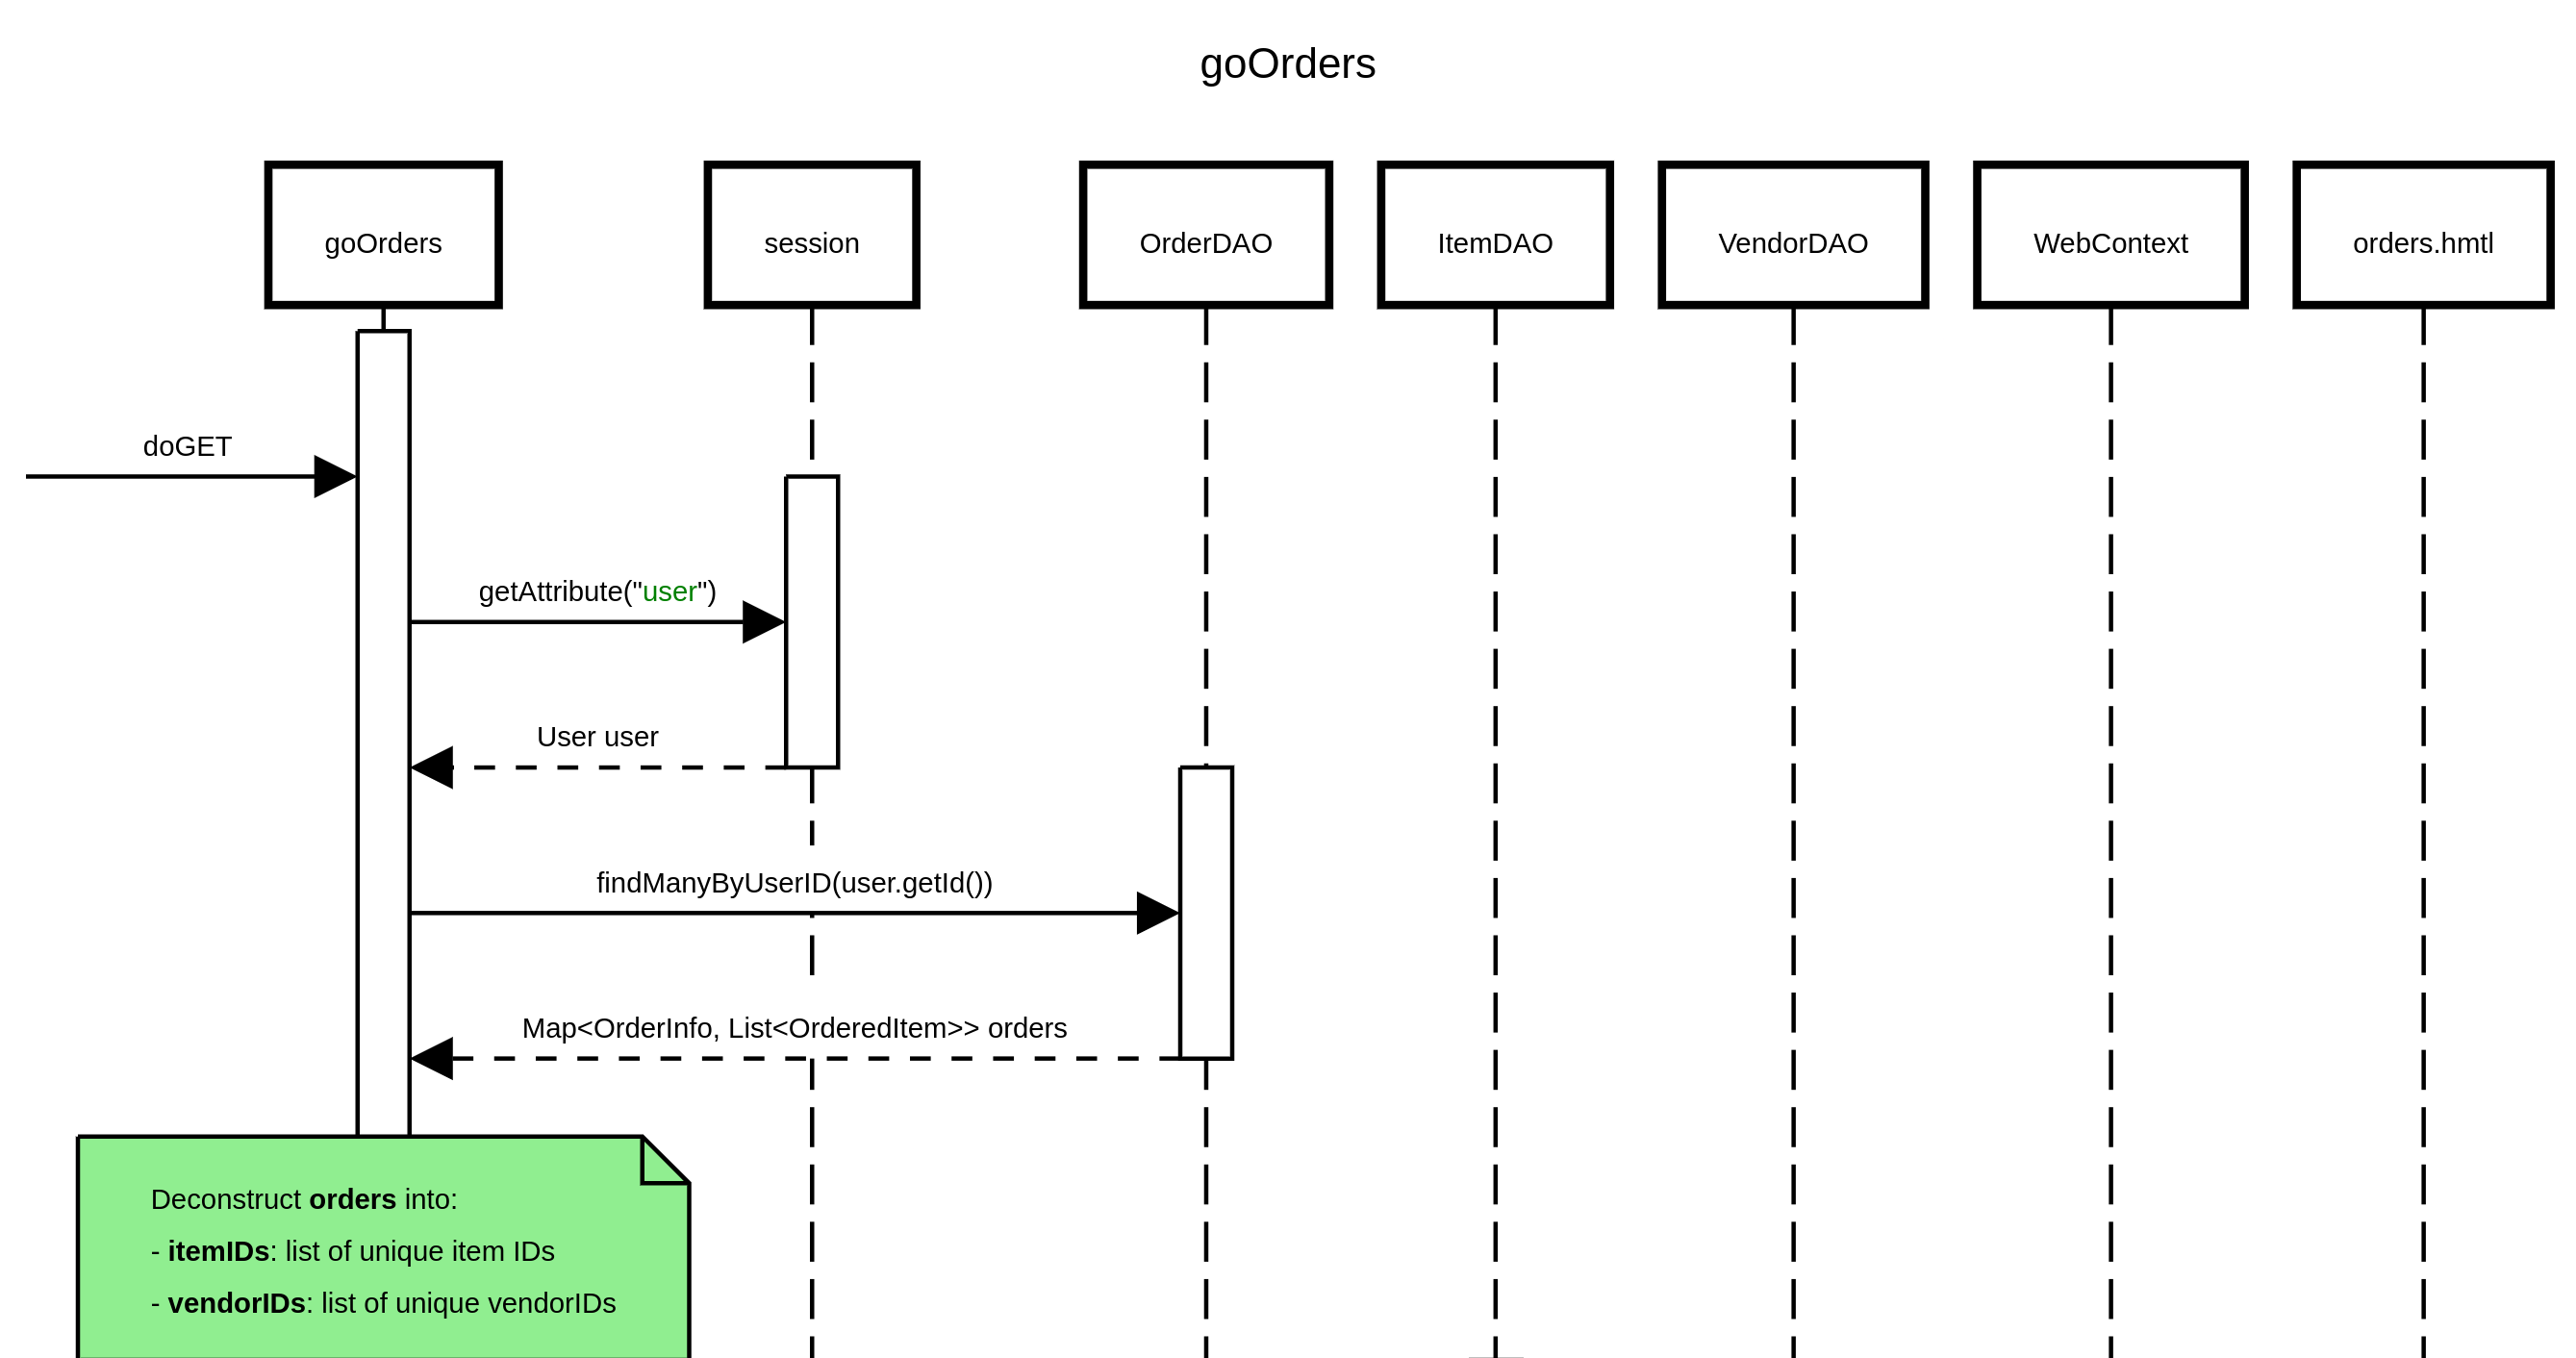 goOrders
goOrders
session
OrderDAO
ItemDAO
VendorDAO
WebContext
orders.hmtl
doGET
getAttribute("user")
User user
findManyByUserID(user.getId())
Map<OrderInfo, List<OrderedItem>> orders
Deconstruct orders into:
- itemIDs: list of unique item IDs
- vendorIDs: list of unique vendorIDs